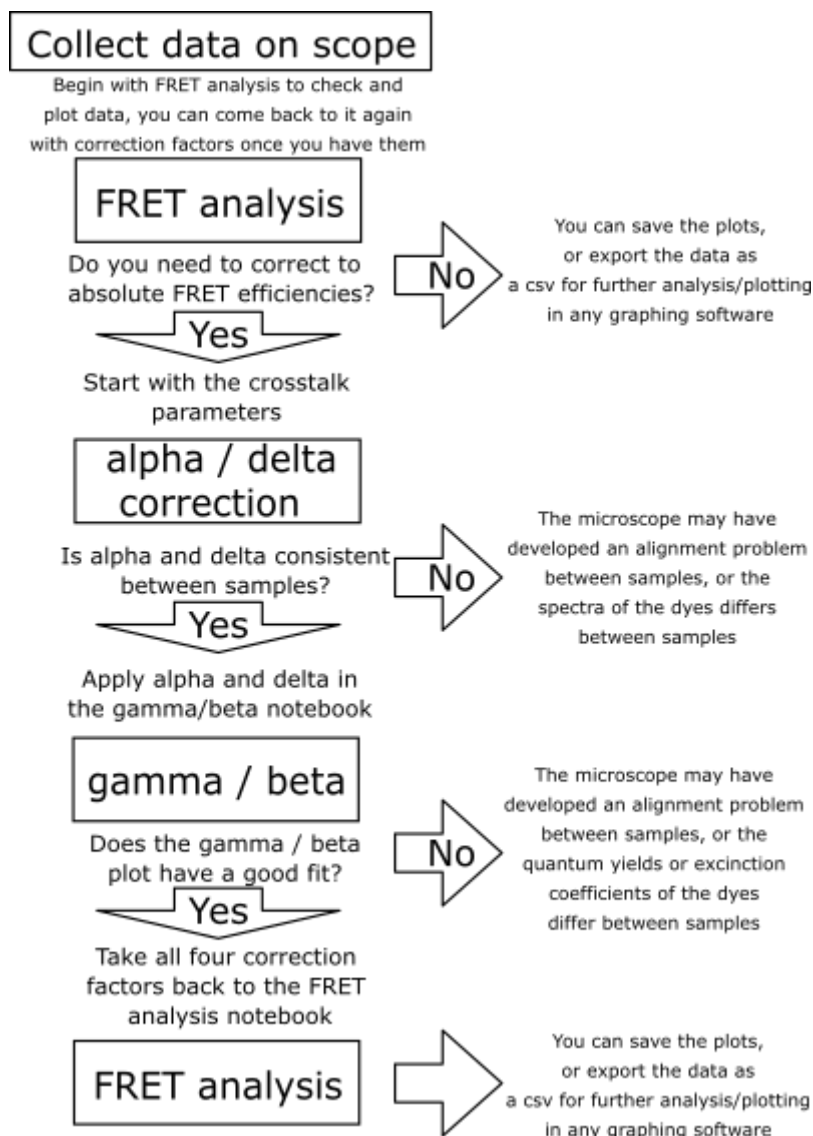 Collect data on scope
Begin with FRET analysis to check and
plot data, you can come back to it again
with correction factors once you have them
FRET analysis
Do you need to correct to
absolute FRET efficiencies?
No
You can save the plots,
or export the data as
a csv for further analysis/plotting
in any graphing software
Yes
Start with the crosstalk
parameters
alpha / delta
correction
Is alpha and delta consistent
between samples?
No
The microscope may have
developed an alignment problem
between samples, or the
spectra of the dyes differs
between samples
Yes
Apply alpha and delta in
the gamma/beta notebook
gamma / beta
Does the gamma / beta
plot have a good fit?
No
The microscope may have
developed an alignment problem
between samples, or the
quantum yields or excinction
coefficients of the dyes
differ between samples
Yes
Take all four correction
factors back to the FRET
analysis notebook
FRET analysis
You can save the plots,
or export the data as
a csv for further analysis/plotting
in any graphing software